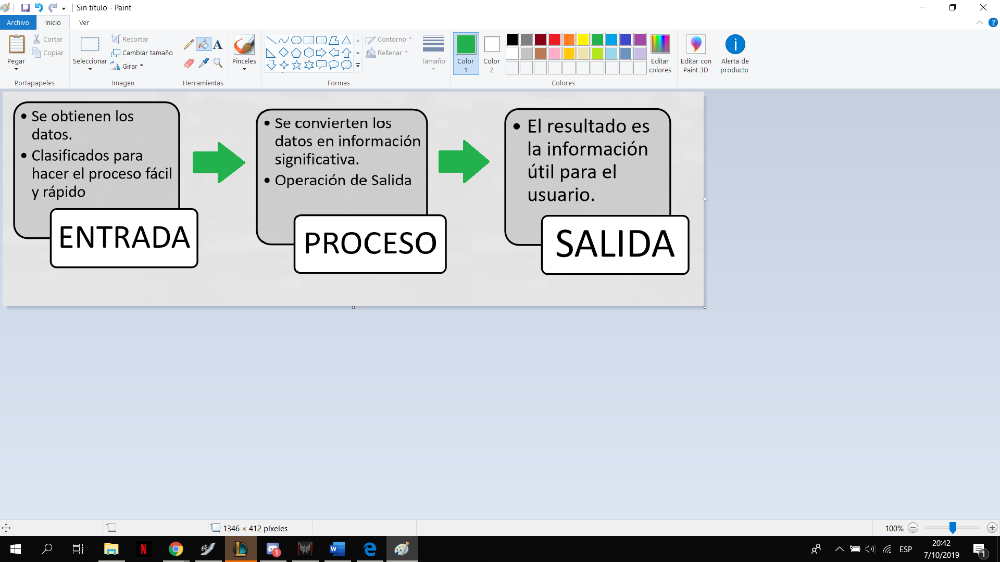 Sin título - Paint
Archivo
Inicio
Ver
Pegar
Cortar
Copiar
Portapapeles
Seleccionar
Recortar
Cambiar tamaño
Girar
Imagen
A
Herramientas
Pinceles
Contorno
Rellenar
Formas
Tamaño
Color
1
Color
2
Editar
colores
Colores
Editar con
Paint 3D
Alerta de
producto
• Se obtienen los
datos.
• Clasificados para
hacer el proceso fácil
y rápido
ENTRADA
• Se convierten los
datos en información
significativa.
• Operación de Salida
PROCESO
• El resultado es
la información
útil para el
usuario.
SALIDA
1346 × 412 píxeles
100%
N
L
1
W
ESP
20:42
7/10/2019
1